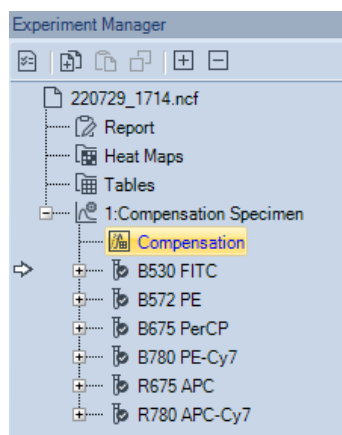 Experiment Manager
220729_1714.ncf
Report
Heat Maps
Tables
1:Compensation Specimen
Compensation
B530 FITC
B572 PE
B675 PerCP
B780 PE-Cy7
R675 APC
R780 APC-Cy7